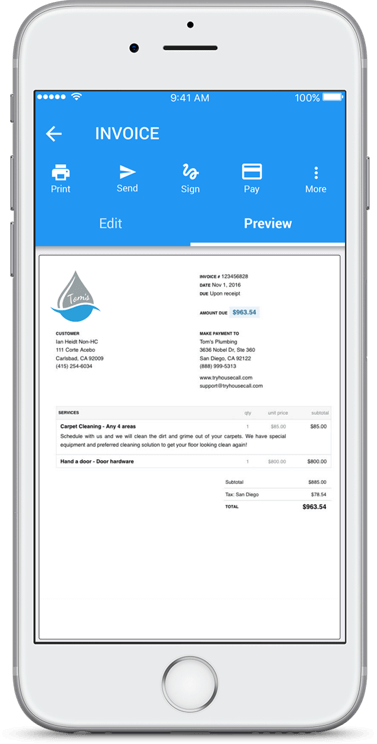 9:41 AM 100%
INVOICE
Print Send Sign Pay More
Edit Preview
Tom's
INVOICE # 123456828
DATE Nov 1, 2016
DUE Upon receipt
AMOUNT DUE $963.54
CUSTOMER
Ian Heidt Non-HC
111 Corte Acebo
Carlsbad, CA 92009
(415) 254-6034
MAKE PAYMENT TO
Tom's Plumbing
3636 Nobel Dr, Ste 360
San Diego, CA 92122
(888) 999-5313
www.tryhousecall.com
support@tryhousecall.com
SERVICES qty unit price subtotal
Carpet Cleaning - Any 4 areas 1 $85.00 $85.00
Schedule with us and we will clean the dirt and grime out of your carpets. We have special
equipment and preferred cleaning solution to get your floor looking clean again!
Hand a door - Door hardware 1 $800.00 $800.00
Subtotal $885.00
Tax: San Diego $78.54
TOTAL $963.54